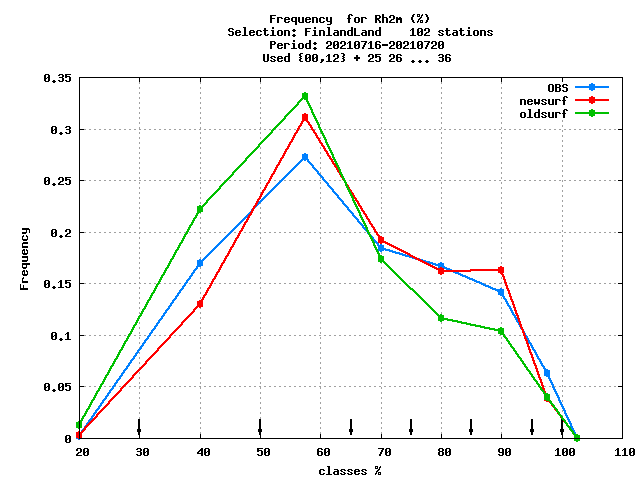 Frequency  for Rh2m (%)
Selection: FinlandLand    102 stations
Period: 20210716-20210720
Used {00,12} + 25 26 ... 36
OBS
newsurf
oldsurf
0.35
0.3
0.25
0.2
0.15
0.1
0.05
0
Frequency
20 30 40 50 60 70 80 90 100 110
classes %